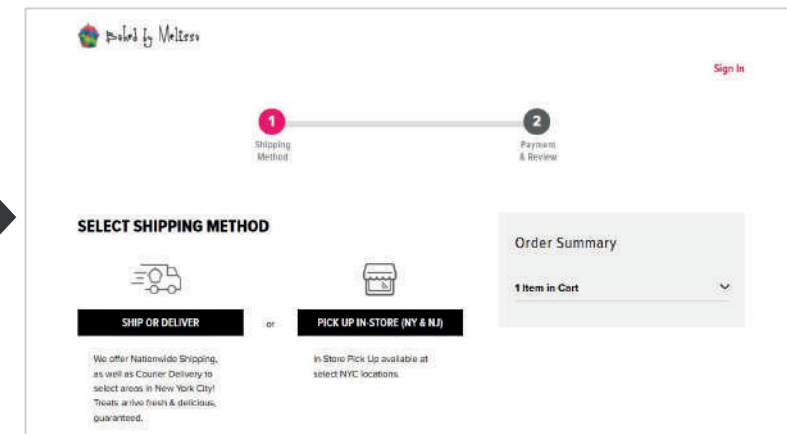 Baked by Melissa
Sign In
1
2
Shipping
Method
Payment
& Review
SELECT SHIPPING METHOD
Order Summary
1 Item in Cart
SHIP OR DELIVER
or
PICK UP IN-STORE (NY & NJ)
We offer Nationwide Shipping,
as well as Courier Delivery to
select areas in New York City!
Treats arrive fresh & delicious,
guaranteed.
In Store Pick Up available at
select NYC locations.